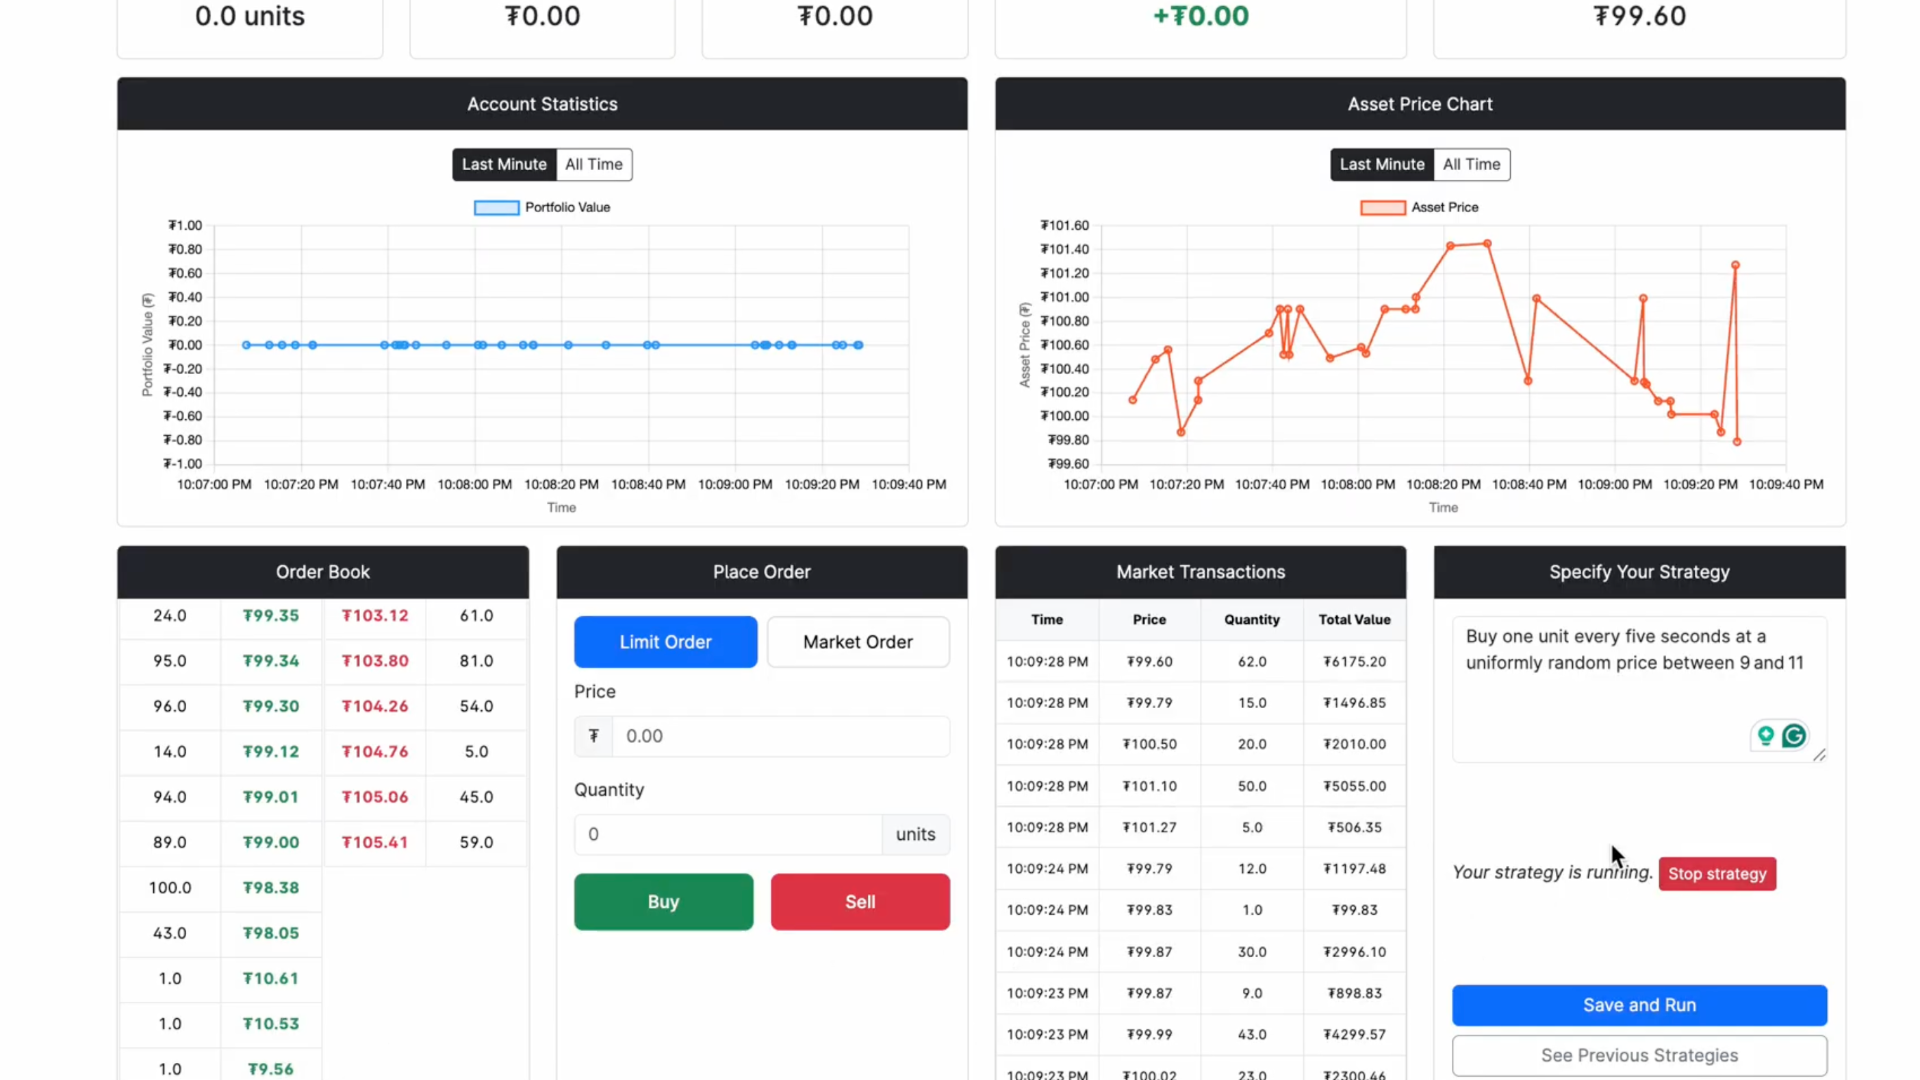 0.0 units
₮0.00
₮0.00
+₮0.00
₮99.60
Account Statistics
Last Minute
All Time
Portfolio Value
₮1.00
₮0.80
₮0.60
₮0.40
₮0.20
₮0.00
₮-0.20
₮-0.40
₮-0.60
₮-0.80
₮-1.00
Portfolio Value (₮)
10:07:00 PM 10:07:20 PM 10:07:40 PM 10:08:00 PM 10:08:20 PM 10:08:40 PM 10:09:00 PM 10:09:20 PM 10:09:40 PM
Time
Asset Price Chart
Last Minute
All Time
Asset Price
₮101.60
₮101.40
₮101.20
₮101.00
₮100.80
₮100.60
₮100.40
₮100.20
₮100.00
₮99.80
₮99.60
Asset Price (₮)
10:07:00 PM 10:07:20 PM 10:07:40 PM 10:08:00 PM 10:08:20 PM 10:08:40 PM 10:09:00 PM 10:09:20 PM 10:09:40 PM
Time
Order Book
24.0 ₮99.35 ₮103.12 61.0
95.0 ₮99.34 ₮103.80 81.0
96.0 ₮99.30 ₮104.26 54.0
14.0 ₮99.12 ₮104.76 5.0
94.0 ₮99.01 ₮105.06 45.0
89.0 ₮99.00 ₮105.41 59.0
100.0 ₮98.38
43.0 ₮98.05
1.0 ₮10.61
1.0 ₮10.53
1.0 ₮9.56
Place Order
Limit Order
Market Order
Price
₮ 0.00
Quantity
0 units
Buy
Sell
Market Transactions
Time Price Quantity Total Value
10:09:28 PM ₮99.60 62.0 ₮6175.20
10:09:28 PM ₮99.79 15.0 ₮1496.85
10:09:28 PM ₮100.50 20.0 ₮2010.00
10:09:28 PM ₮101.10 50.0 ₮5055.00
10:09:28 PM ₮101.27 5.0 ₮506.35
10:09:24 PM ₮99.79 12.0 ₮1197.48
10:09:24 PM ₮99.83 1.0 ₮99.83
10:09:24 PM ₮99.87 30.0 ₮2996.10
10:09:23 PM ₮99.87 9.0 ₮898.83
10:09:23 PM ₮99.99 43.0 ₮4299.57
10:09:23 PM ₮100.02 23.0 ₮2300.46
Specify Your Strategy
Buy one unit every five seconds at a
uniformly random price between 9 and 11
Your strategy is running.
Stop strategy
Save and Run
See Previous Strategies